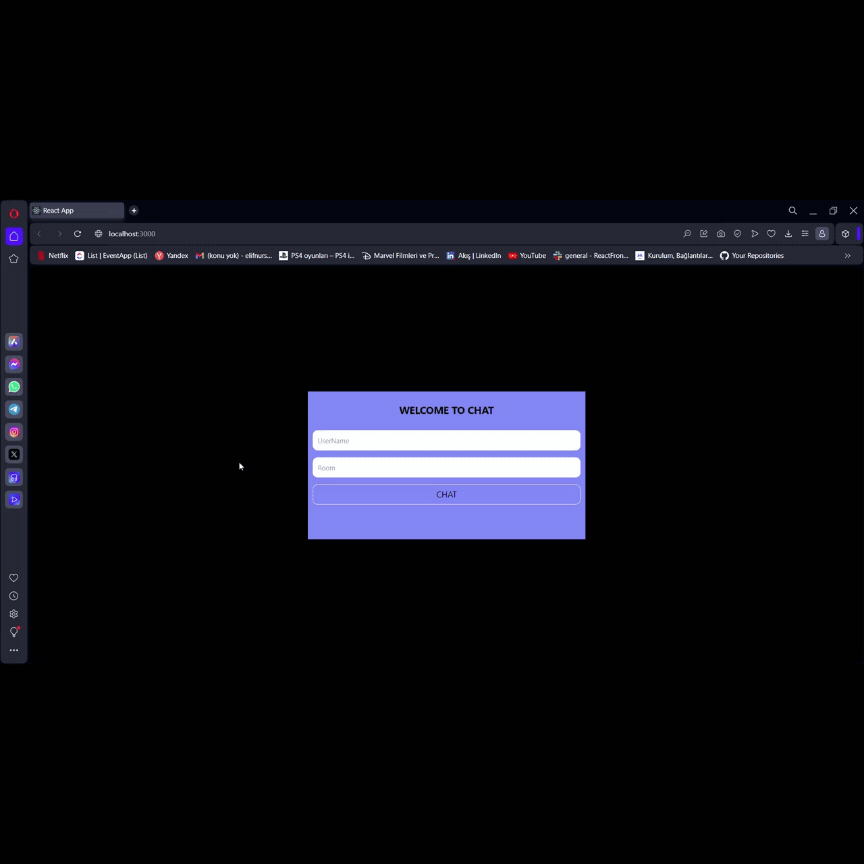 React App
localhost:3000
Netflix
List | EventApp (List)
Yandex
(konu yok) - elifnurs...
PS4 oyunları – PS4 i...
Marvel Filmleri ve Pr...
Akış | LinkedIn
YouTube
general - ReactFron...
Kurulum, Bağlantılar...
Your Repositories
WELCOME TO CHAT
UserName
Room
CHAT